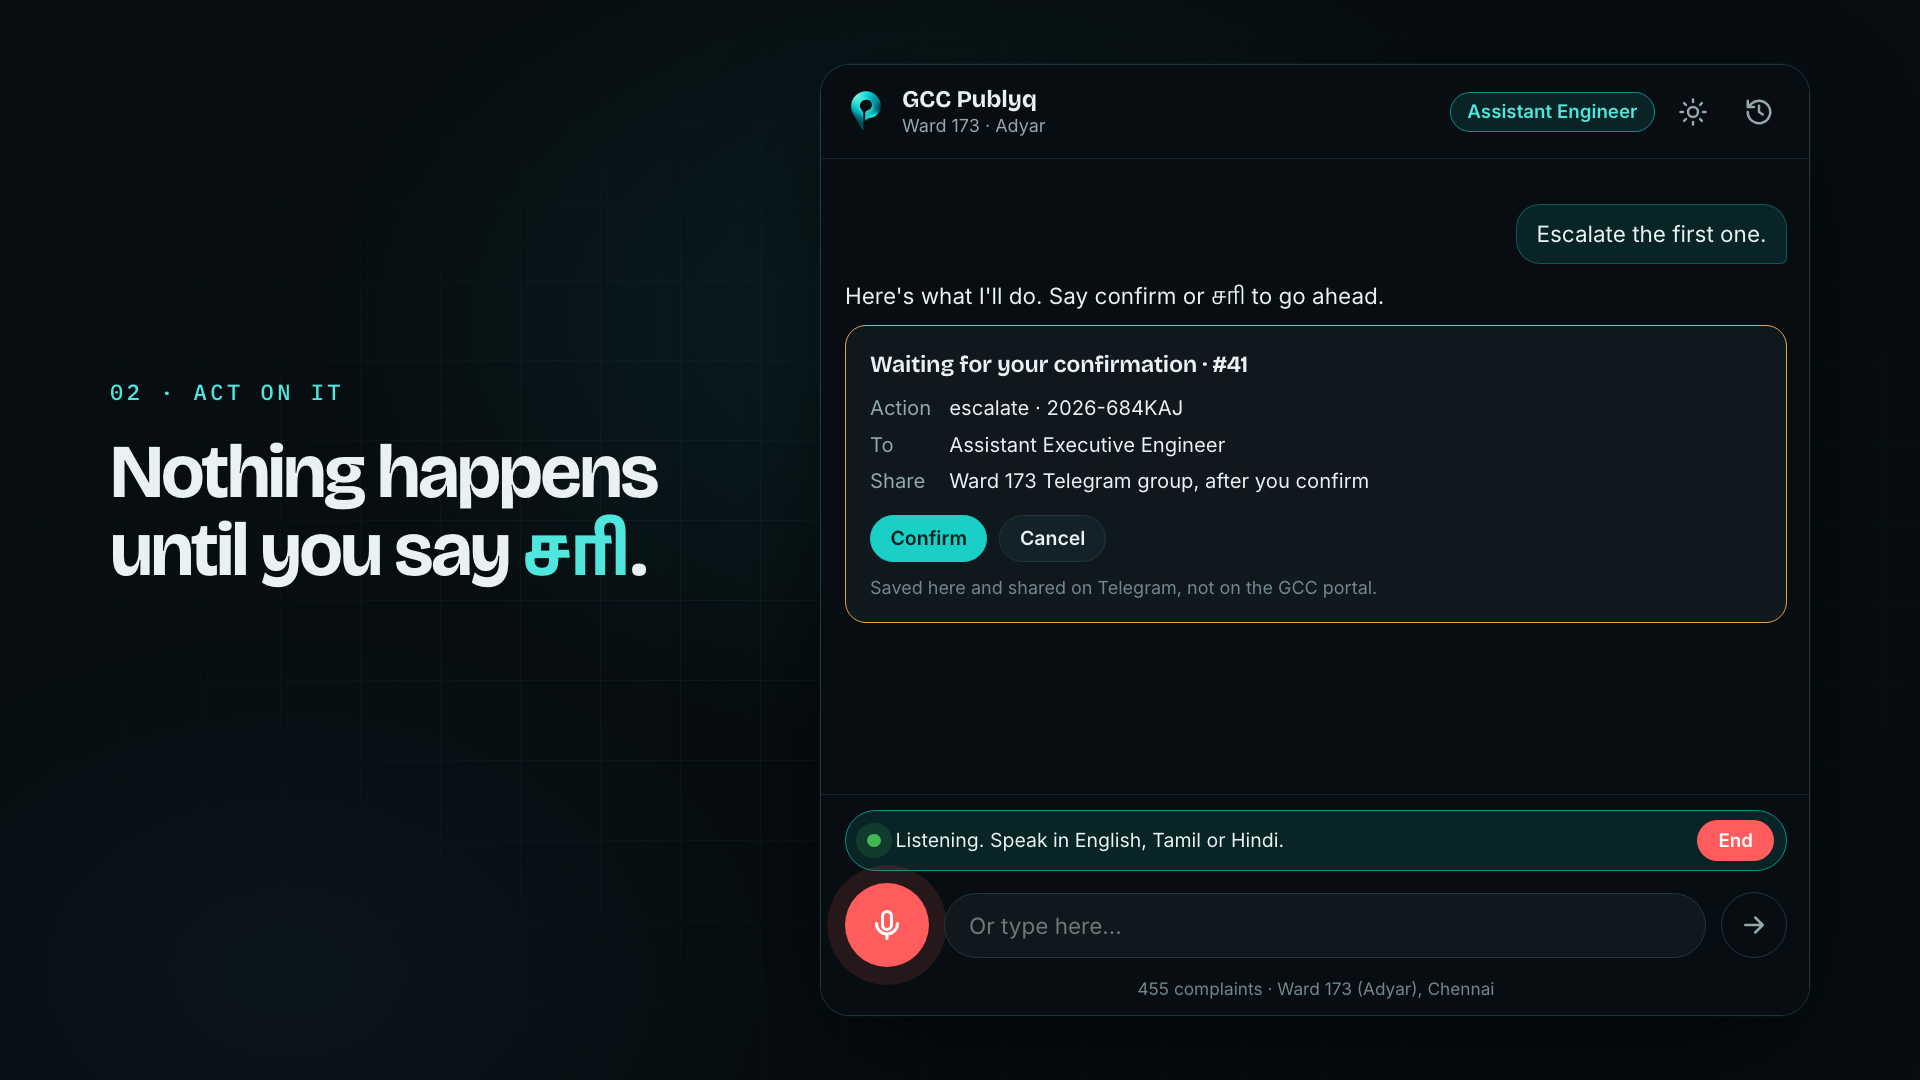 02 · ACT ON IT
Nothing happens
until you say சரி.
GCC Publyq
Ward 173 · Adyar
Assistant Engineer
Escalate the first one.
Here's what I'll do. Say confirm or சரி to go ahead.
Waiting for your confirmation · #41
Action escalate · 2026-684KAJ
To Assistant Executive Engineer
Share Ward 173 Telegram group, after you confirm
Confirm Cancel
Saved here and shared on Telegram, not on the GCC portal.
Listening. Speak in English, Tamil or Hindi. End
Or type here...
455 complaints · Ward 173 (Adyar), Chennai